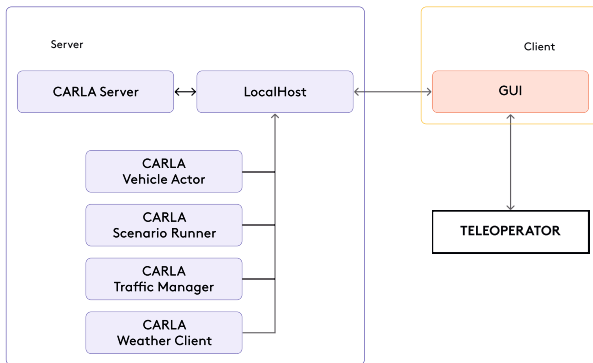 Server
Client
CARLA Server
LocalHost
GUI
CARLA
Vehicle Actor
CARLA
Scenario Runner
TELEOPERATOR
CARLA
Traffic Manager
CARLA
Weather Client